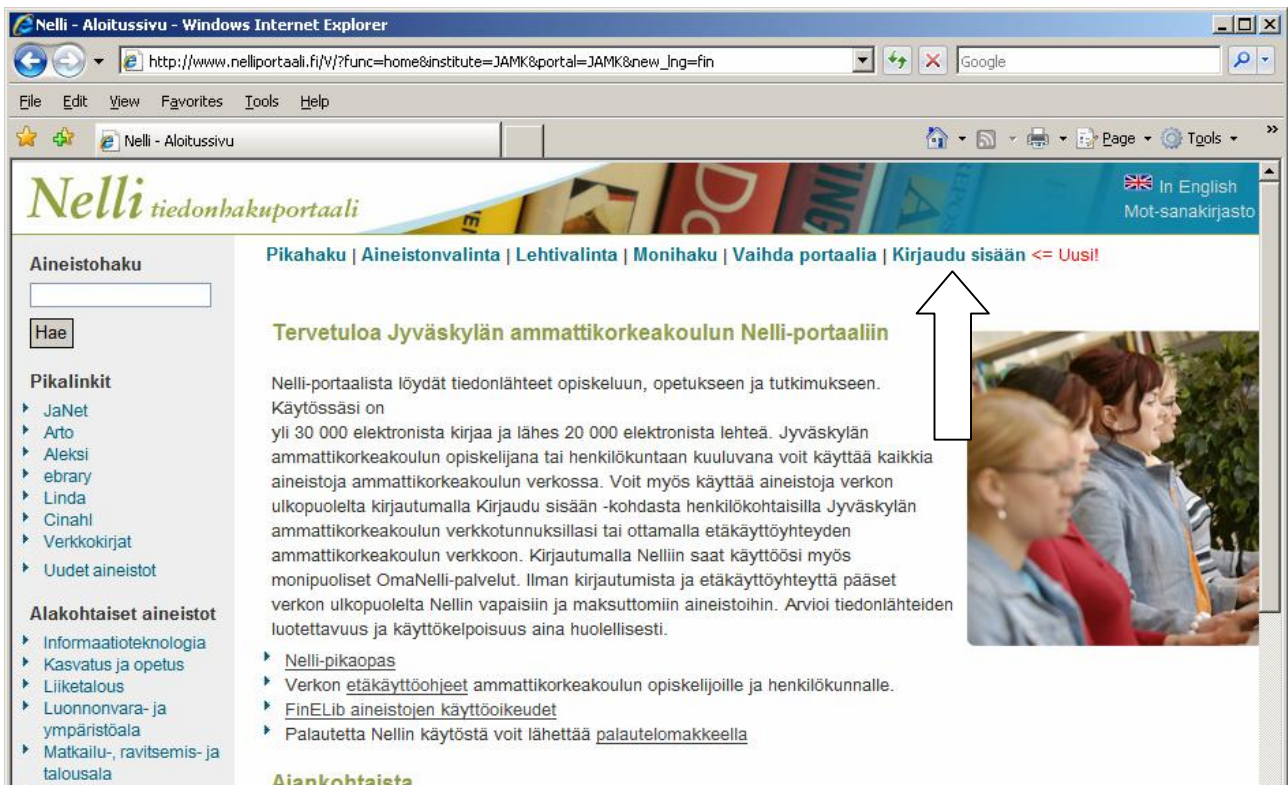 Nelli - Aloitussivu - Windows Internet Explorer
http://www.nelliportaali.fi/V/?func=home&institute=JAMK&portal=JAMK&new_lng=fin
Google
File Edit View Favorites Tools Help
Nelli - Aloitussivu
Page Tools »
Nelli tiedonhakuportaali
In English
Mot-sanakirjasto
Pikahaku | Aineistonvalinta | Lehtivalinta | Monihaku | Vaihda portaalia | Kirjaudu sisään <= Uusi!
Aineistohaku
Hae
Pikalinkit
JaNet
Arto
Aleksi
ebrary
Linda
Cinahl
Verkkokirjat
Uudet aineistot
Alakohtaiset aineistot
Informaatioteknologia
Kasvatus ja opetus
Liiketalous
Luonnonvara- ja
ympäristöala
Matkailu-, ravitsemis- ja
talousala
Tervetuloa Jyväskylän ammattikorkeakoulun Nelli-portaaliin
Nelli-portaalista löydät tiedonlähteet opiskeluun, opetukseen ja tutkimukseen.
Käytössäsi on
yli 30 000 elektronista kirjaa ja lähes 20 000 elektronista lehteä. Jyväskylän
ammattikorkeakoulun opiskelijana tai henkilökuntaan kuuluvana voit käyttää kaikkia
aineistoja ammattikorkeakoulun verkossa. Voit myös käyttää aineistoja verkon
ulkopuolelta kirjautumalla Kirjaudu sisään -kohdasta henkilökohtaisilla Jyväskylän
ammattikorkeakoulun verkkotunnuksillasi tai ottamalla etäkäyttöyhteyden
ammattikorkeakoulun verkkoon. Kirjautumalla Nelliin saat käyttöösi myös
monipuoliset OmaNelli-palvelut. Ilman kirjautumista ja etäkäyttöyhteyttä pääset
verkon ulkopuolelta Nellin vapaisiin ja maksuttomiin aineistoihin. Arvioi tiedonlähteiden
luotettavuus ja käyttökelpoisuus aina huolellisesti.
Nelli-pikaopas
Verkon etäkäyttöohjeet ammattikorkeakoulun opiskelijoille ja henkilökunnalle.
FinELib aineistojen käyttöoikeudet
Palautetta Nellin käytöstä voit lähettää palautelomakkeella
Ajankohtaista